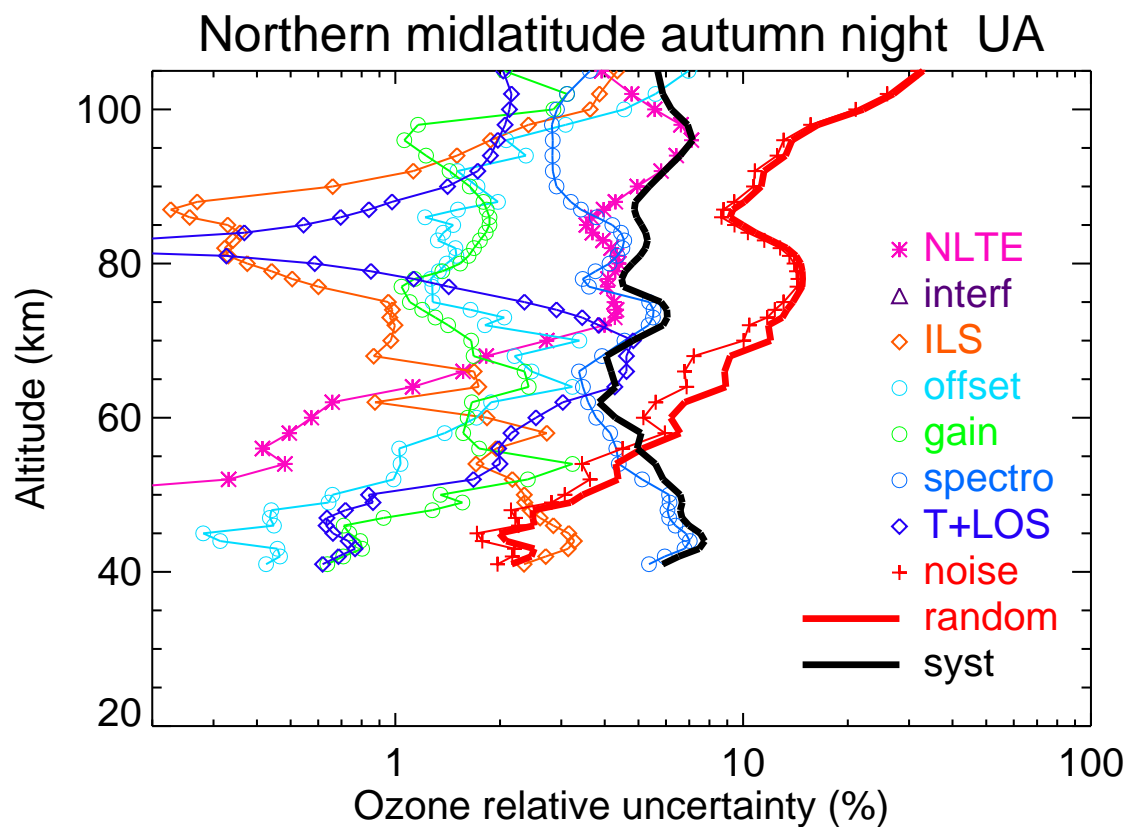 Northern midlatitude autumn night UA
Altitude (km)
100
80
60
40
20
NLTE
interf
ILS
offset
gain
spectro
T+LOS
noise
random
syst
1
10
100
Ozone relative uncertainty (%)